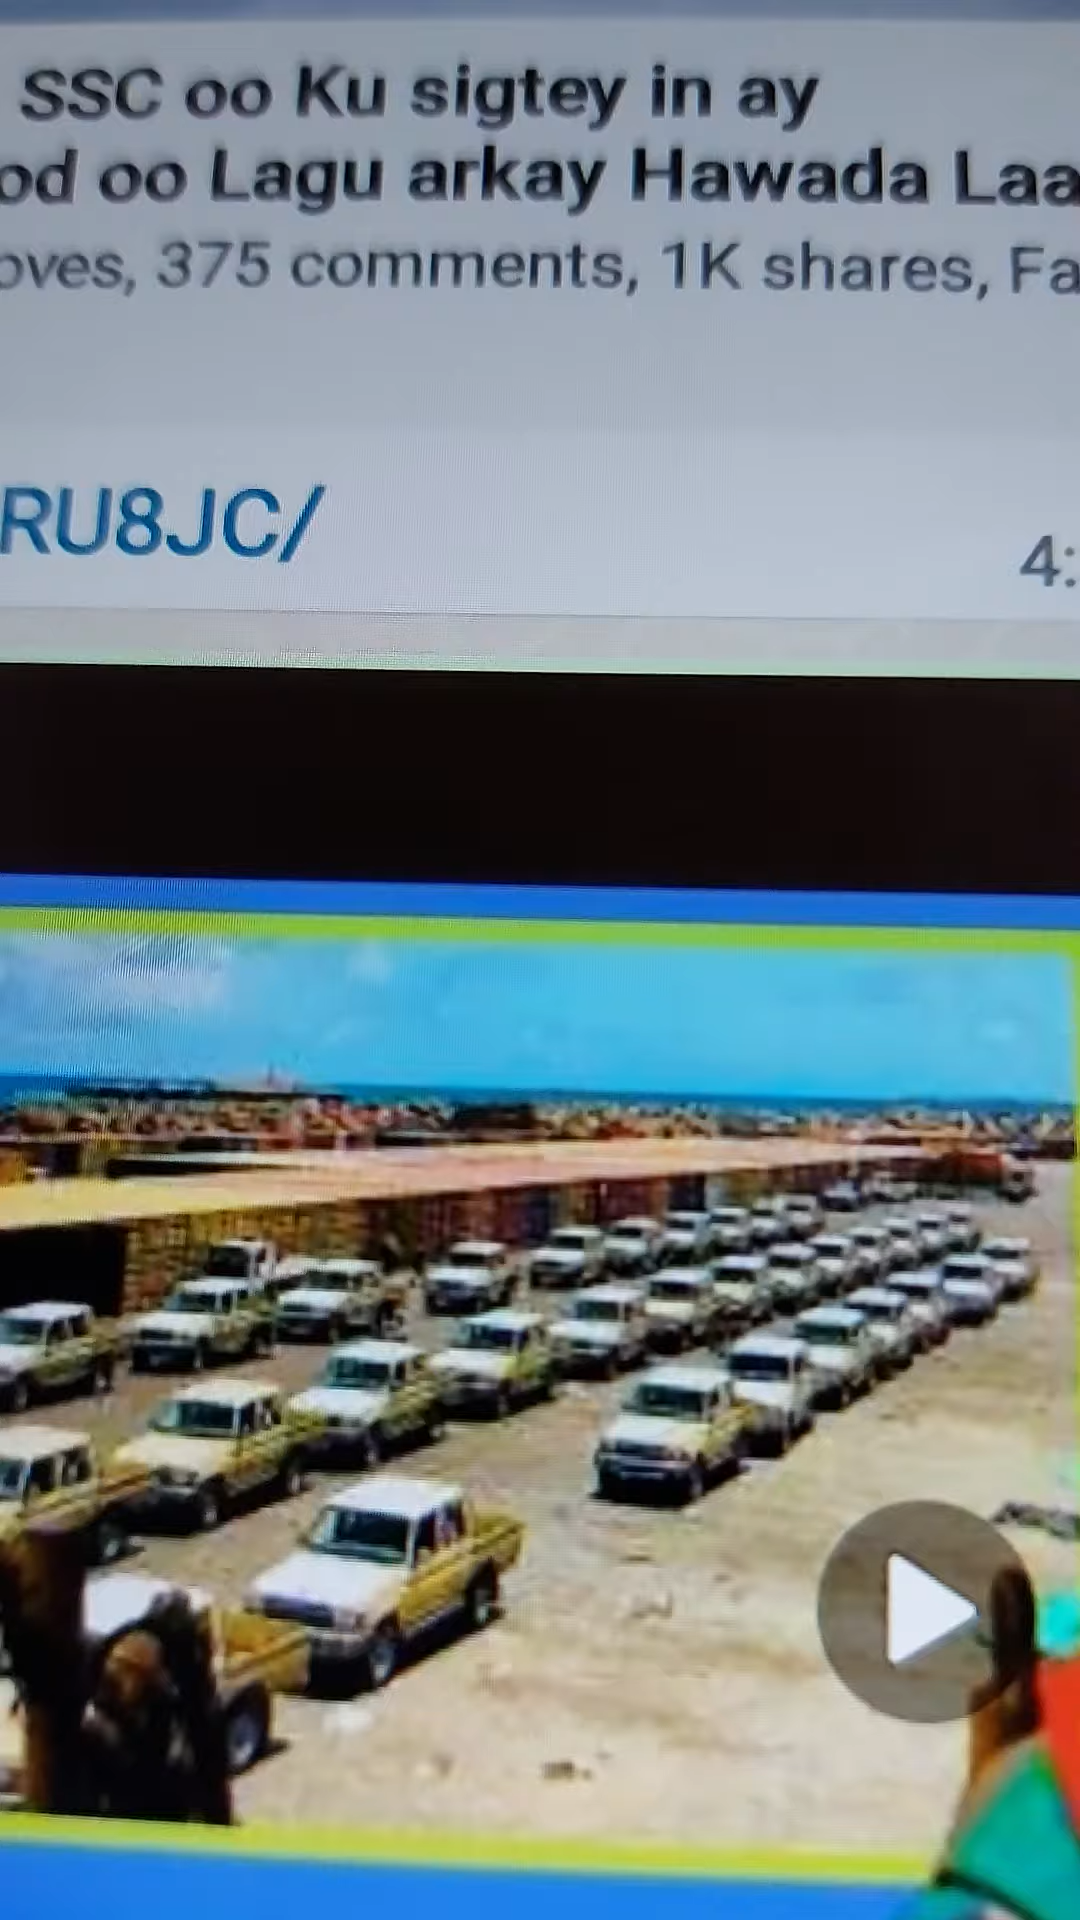 SSC oo Ku sigtey in ay
od oo Lagu arkay Hawada Laa
oves, 375 comments, 1K shares, Fa
RU8JC/
4: